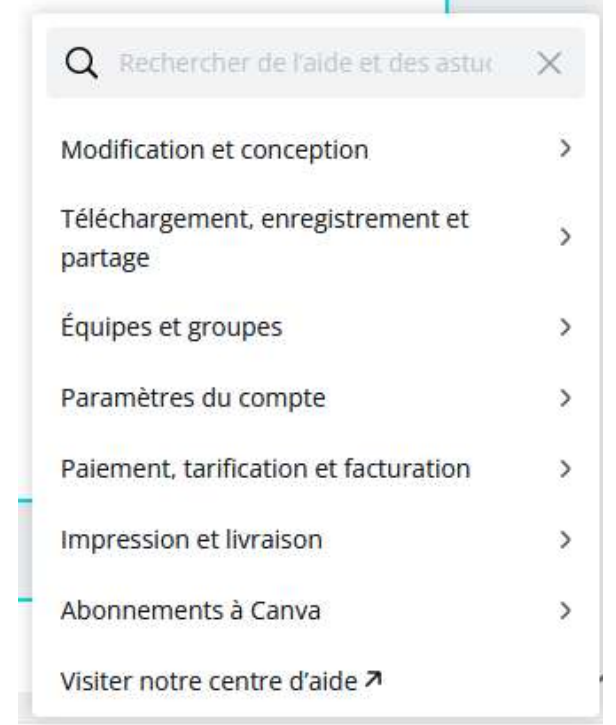 Rechercher de l'aide et des astuc
Modification et conception
Téléchargement, enregistrement et
partage
Équipes et groupes
Paramètres du compte
Paiement, tarification et facturation
Impression et livraison
Abonnements à Canva
Visiter notre centre d'aide